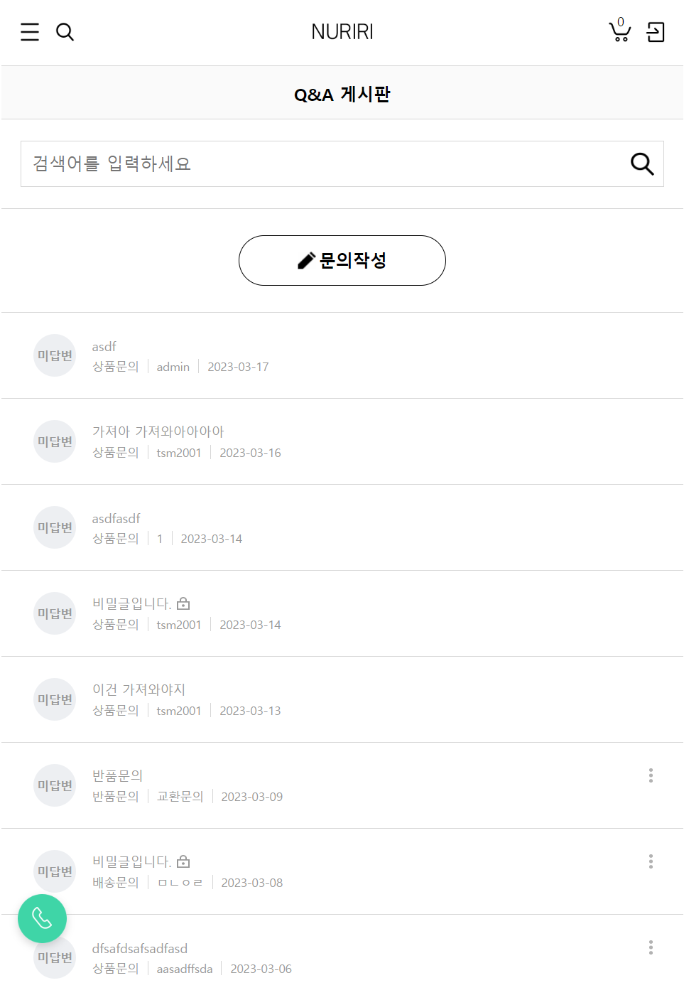 NURIRI
0
Q&A 게시판
검색어를 입력하세요
문의작성
미답변
asdf
상품문의 admin 2023-03-17
미답변
가져아 가져와아아아아
상품문의 tsm2001 2023-03-16
미답변
asdfasdf
상품문의 1 2023-03-14
미답변
비밀글입니다.
상품문의 tsm2001 2023-03-14
미답변
이건 가져와야지
상품문의 tsm2001 2023-03-13
미답변
반품문의
반품문의 교환문의 2023-03-09
미답변
비밀글입니다.
배송문의 ㅁㄴㅇㄹ 2023-03-08
미답변
dfsafdsafsadfasd
상품문의 aasadffsda 2023-03-06